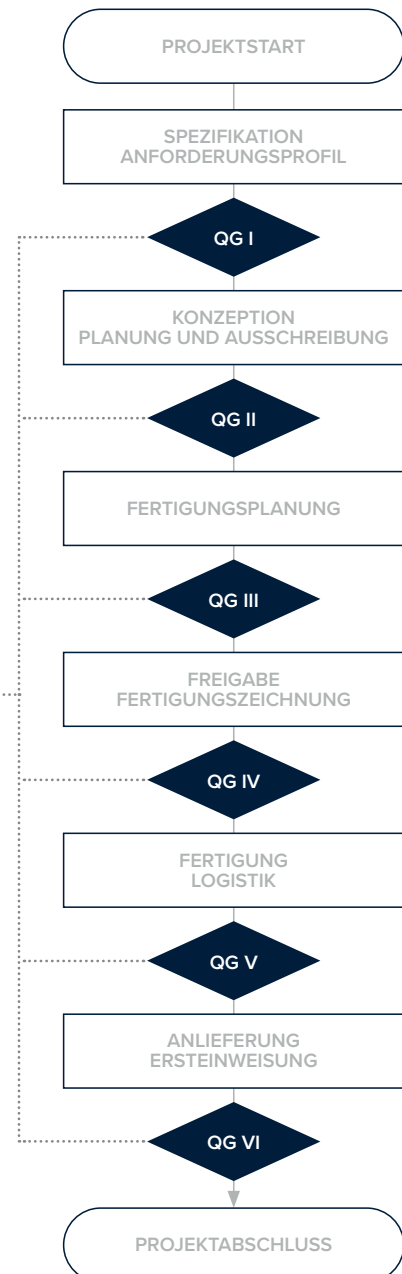 PROJEKTSTART
SPEZIFIKATION
ANFORDERUNGSPROFIL
QG I
KONZEPTION
PLANUNG UND AUSSCHREIBUNG
QG II
FERTIGUNGSPLANUNG
QG III
FREIGABE
FERTIGUNGSZEICHNUNG
QG IV
FERTIGUNG
LOGISTIK
QG V
ANLIEFERUNG
ERSTEINWEISUNG
QG VI
PROJEKTABSCHLUSS